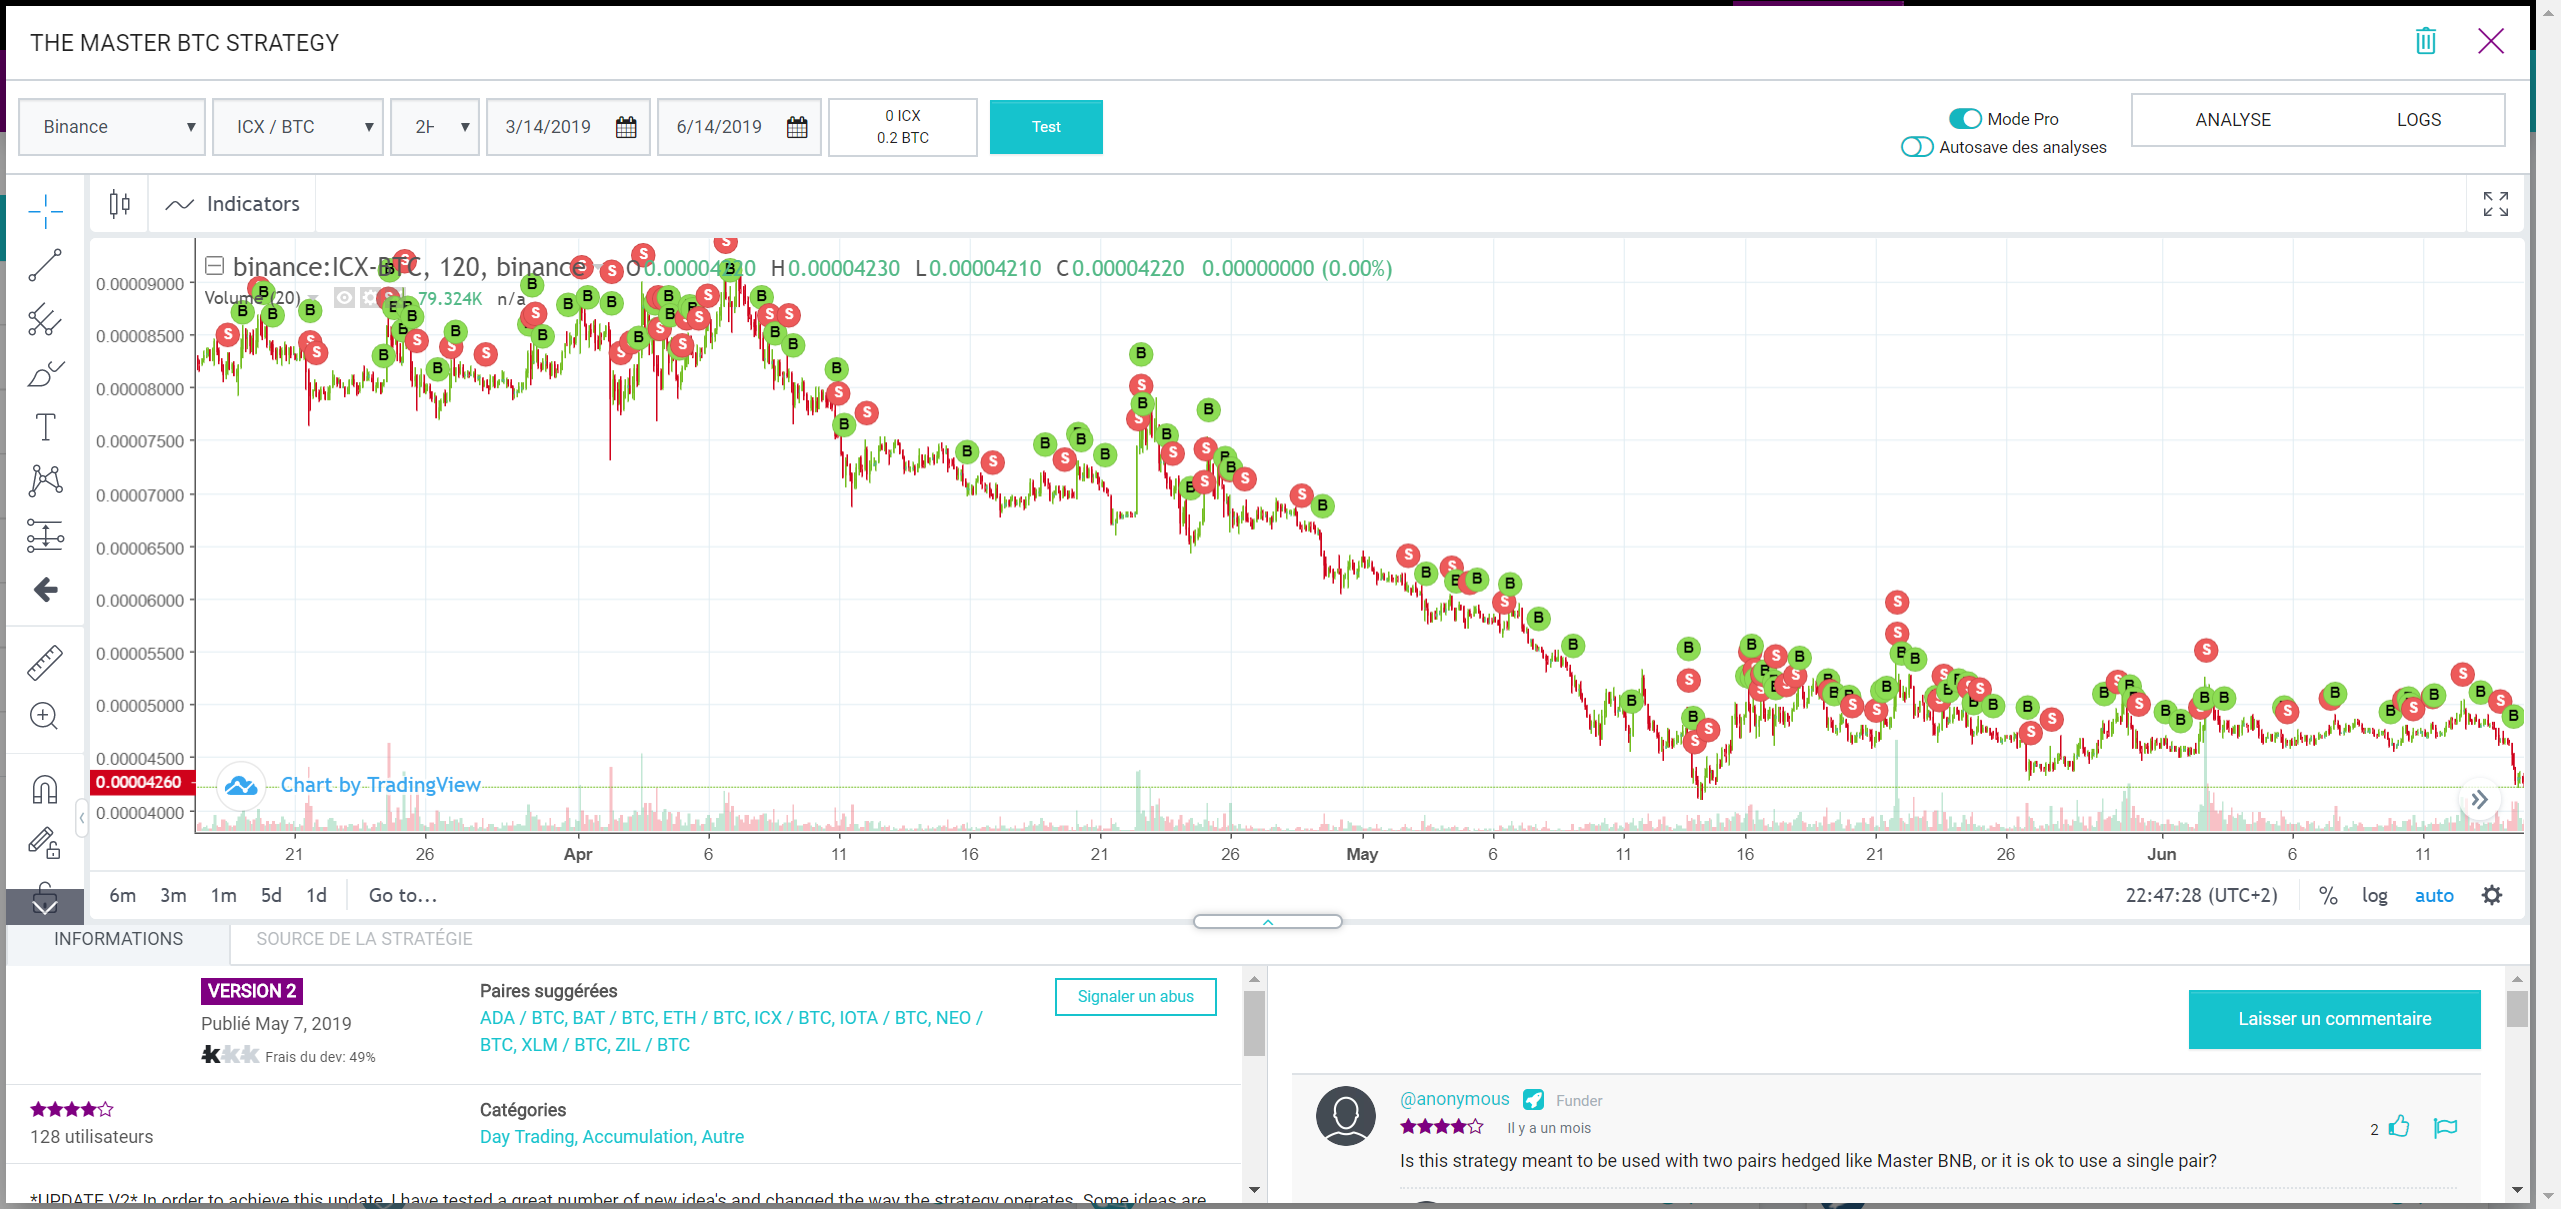 THE MASTER BTC STRATEGY
Binance ICX / BTC 2H 3/14/2019 6/14/2019
0 ICX
0.2 BTC
Test
Mode Pro
Autosave des analyses
ANALYSE LOGS
Indicators
binance:ICX-BTC, 120, binance O 0.00004220 H 0.00004230 L 0.00004210 C 0.00004220 0.00000000 (0.00%)
Volume (20) 79.324K n/a
0.00009000
0.00008500
0.00008000
0.00007500
0.00007000
0.00006500
0.00006000
0.00005500
0.00005000
0.00004500
0.00004260
0.00004000
Chart by TradingView
21 26 Apr 6 11 16 21 26 May 6 11 16 21 26 Jun 6 11
6m 3m 1m 5d 1d Go to...
22:47:28 (UTC+2) % log auto
INFORMATIONS SOURCE DE LA STRATÉGIE
VERSION 2
Publié May 7, 2019
Frais du dev: 49%
Paires suggérées
ADA / BTC, BAT / BTC, ETH / BTC, ICX / BTC, IOTA / BTC, NEO /
BTC, XLM / BTC, ZIL / BTC
Signaler un abus
128 utilisateurs
Catégories
Day Trading, Accumulation, Autre
*UPDATE V2* In order to achieve this update, I have tested a great number of new idea's and changed the way the strategy operates. Some ideas are
Laisser un commentaire
@anonymous Funder
Il y a un mois
2
Is this strategy meant to be used with two pairs hedged like Master BNB, or it is ok to use a single pair?